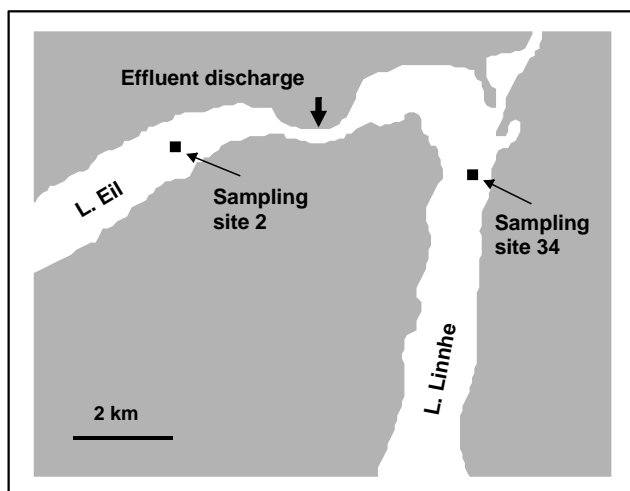 Effluent discharge
L. Eil
Sampling
site 2
Sampling
site 34
L. Linnhe
2 km